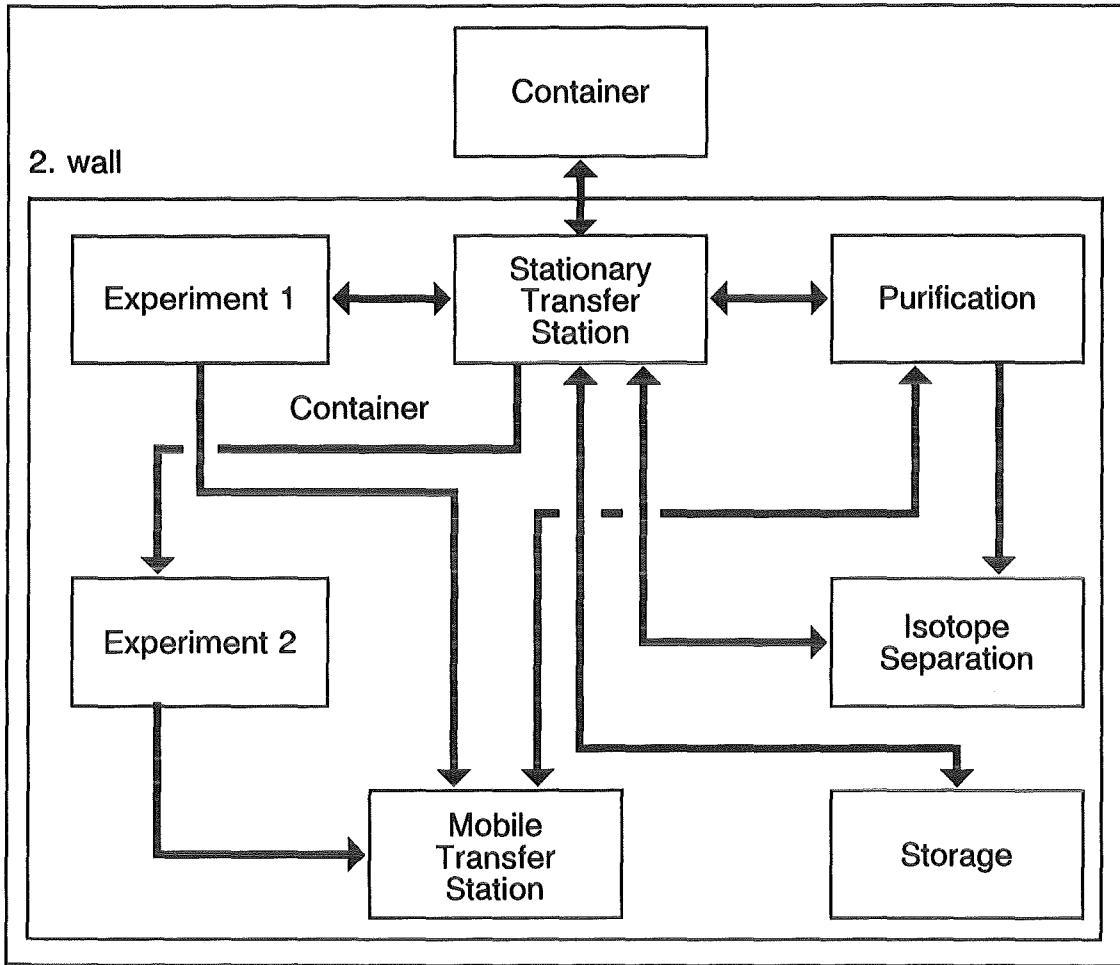 Container
2. wall
Experiment 1
Stationary
Transfer
Station
Purification
Container
Experiment 2
Isotope
Separation
Mobile
Transfer
Station
Storage